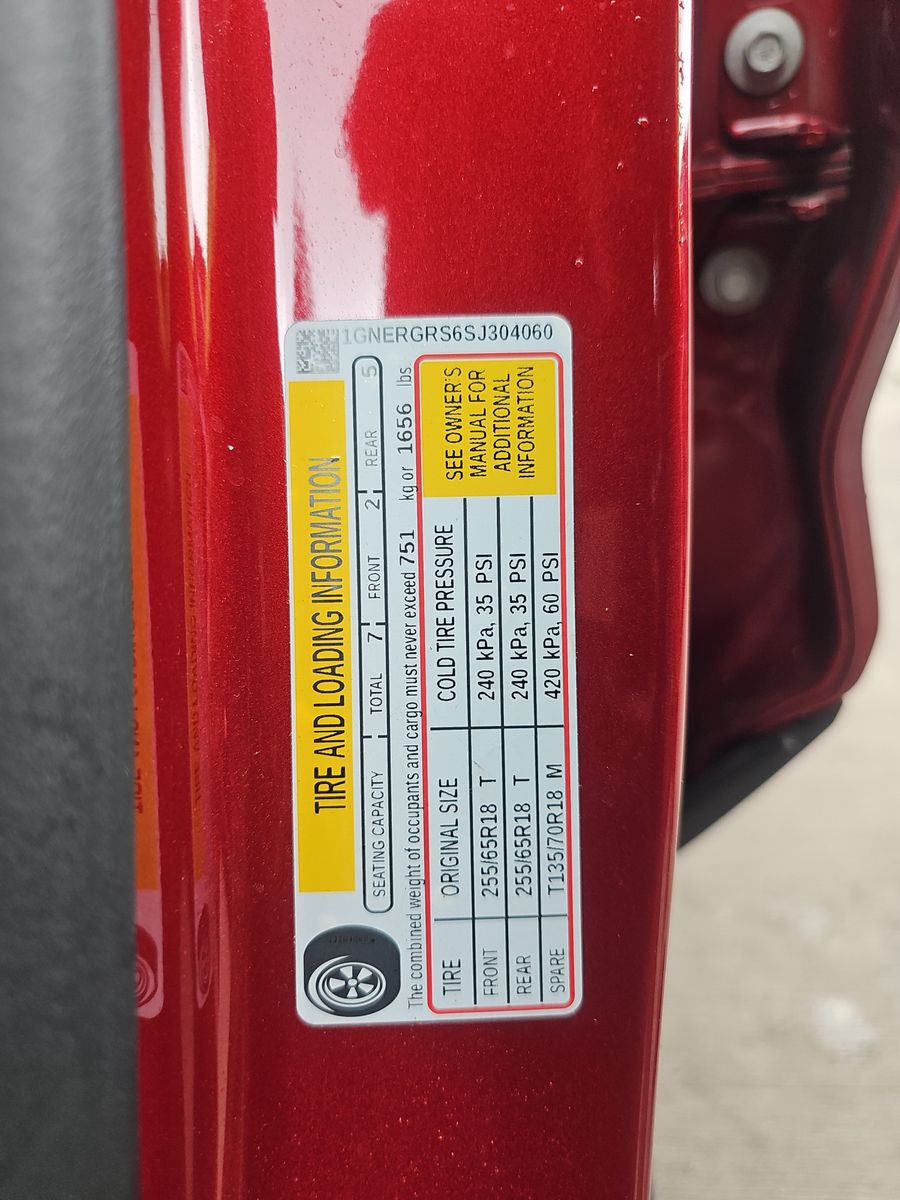 1GNERGRS6SJ304060
TIRE AND LOADING INFORMATION
SEATING CAPACITY TOTAL 7 FRONT 2 REAR 5
The combined weight of occupants and cargo must never exceed 751 kg or 1656 lbs.
TIRE ORIGINAL SIZE COLD TIRE PRESSURE
FRONT 255/65R18 T 240 kPa, 35 PSI
REAR 255/65R18 T 240 kPa, 35 PSI
SPARE T135/70R18 M 420 kPa, 60 PSI
SEE OWNER'S
MANUAL FOR
ADDITIONAL
INFORMATION